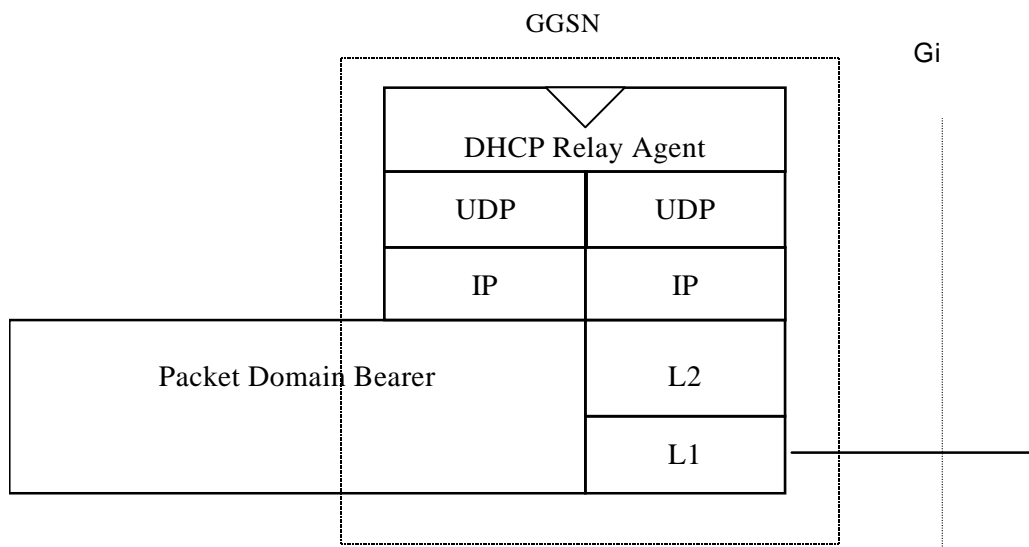 GGSN
Gi
DHCP Relay Agent
UDP UDP
IP IP
Packet Domain Bearer L2
L1